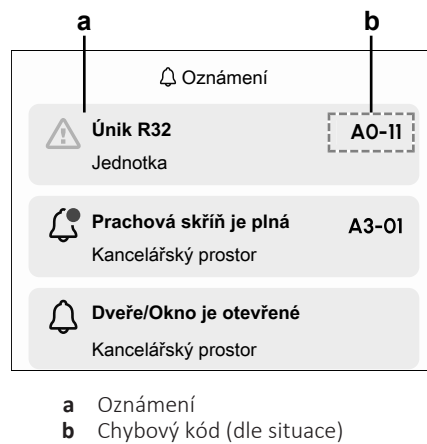 a b
Oznámení
Únik R32 A0-11
Jednotka
Prachová skříň je plná A3-01
Kancelářský prostor
Dveře/Okno je otevřené
Kancelářský prostor
a Oznámení
b Chybový kód (dle situace)